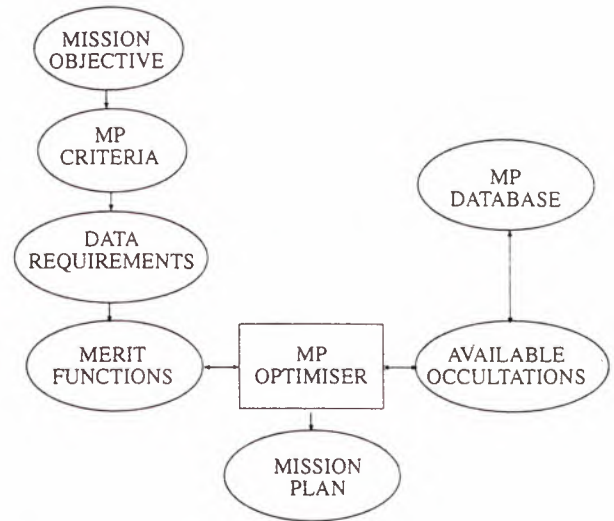 MISSION
OBJECTIVE
MP
CRITERIA
MP
DATABASE
DATA
REQUIREMENTS
MERIT
FUNCTIONS
MP
OPTIMISER
AVAILABLE
OCCULTATIONS
MISSION
PLAN